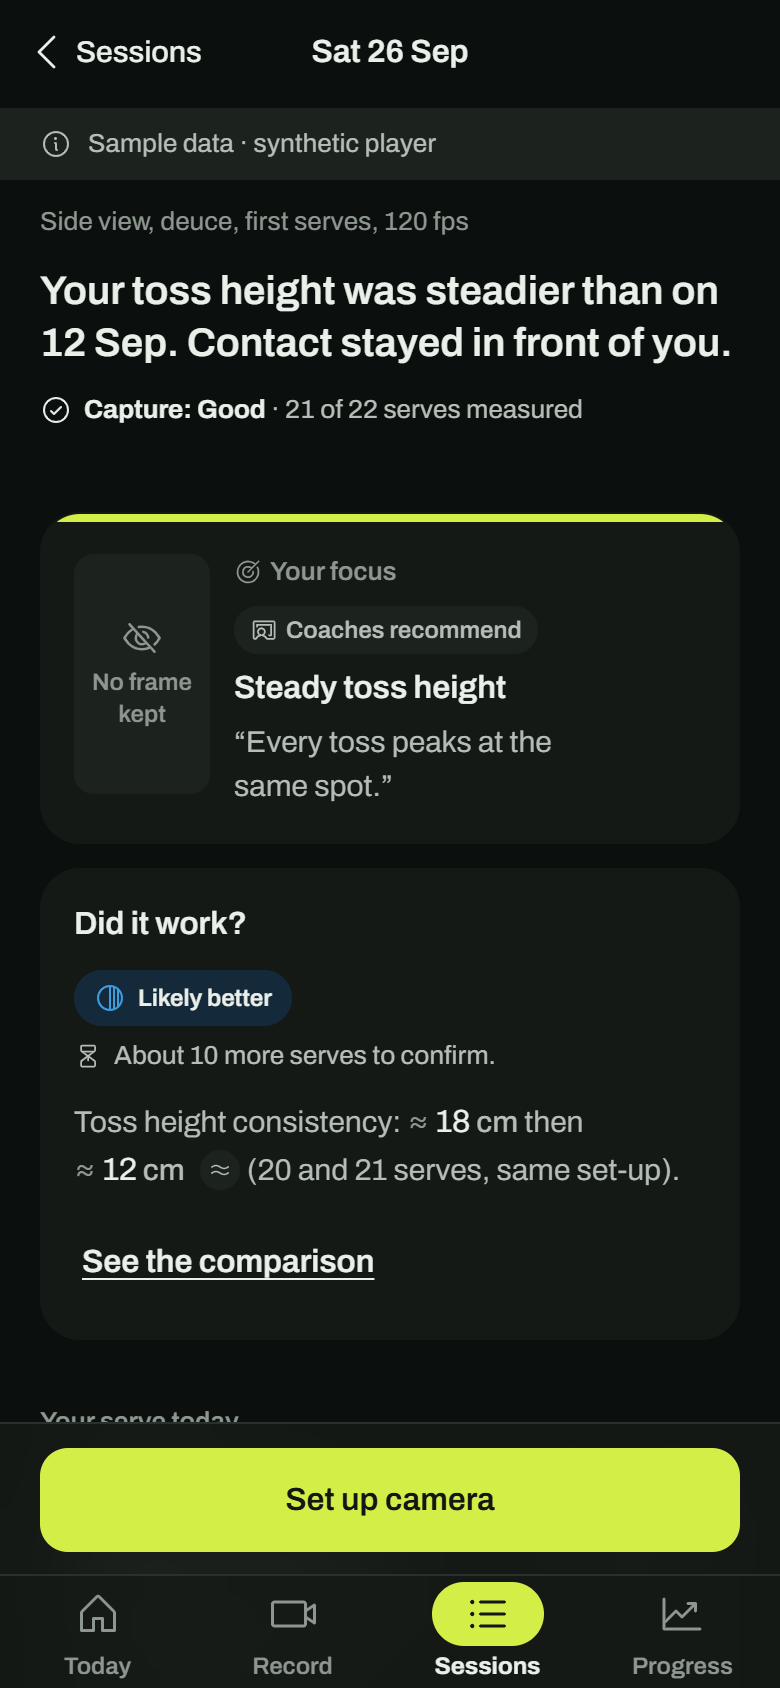 Sessions
Sat 26 Sep
Sample data · synthetic player
Side view, deuce, first serves, 120 fps
Your toss height was steadier than on
12 Sep. Contact stayed in front of you.
Capture: Good · 21 of 22 serves measured
No frame
kept
Your focus
Coaches recommend
Steady toss height
“Every toss peaks at the
same spot.”
Did it work?
Likely better
About 10 more serves to confirm.
Toss height consistency: ≈ 18 cm then
≈ 12 cm ≈ (20 and 21 serves, same set-up).
See the comparison
Your serve today
Set up camera
Today
Record
Sessions
Progress